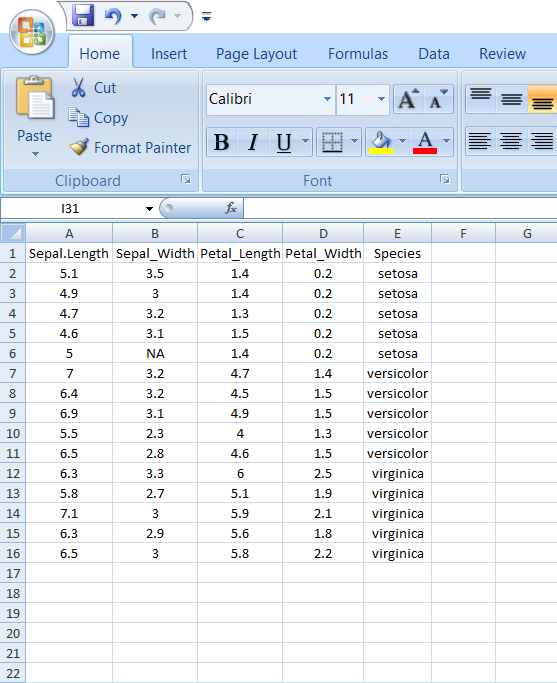 Home Insert Page Layout Formulas Data Review
Cut
Copy
Format Painter
Paste
Clipboard
Calibri 11
B I U A
Font
I31 fx
A B C D E F G
1 Sepal.Length Sepal_Width Petal_Length Petal_Width Species
2 5.1 3.5 1.4 0.2 setosa
3 4.9 3 1.4 0.2 setosa
4 4.7 3.2 1.3 0.2 setosa
5 4.6 3.1 1.5 0.2 setosa
6 5 NA 1.4 0.2 setosa
7 7 3.2 4.7 1.4 versicolor
8 6.4 3.2 4.5 1.5 versicolor
9 6.9 3.1 4.9 1.5 versicolor
10 5.5 2.3 4 1.3 versicolor
11 6.5 2.8 4.6 1.5 versicolor
12 6.3 3.3 6 2.5 virginica
13 5.8 2.7 5.1 1.9 virginica
14 7.1 3 5.9 2.1 virginica
15 6.3 2.9 5.6 1.8 virginica
16 6.5 3 5.8 2.2 virginica
17
18
19
20
21
22